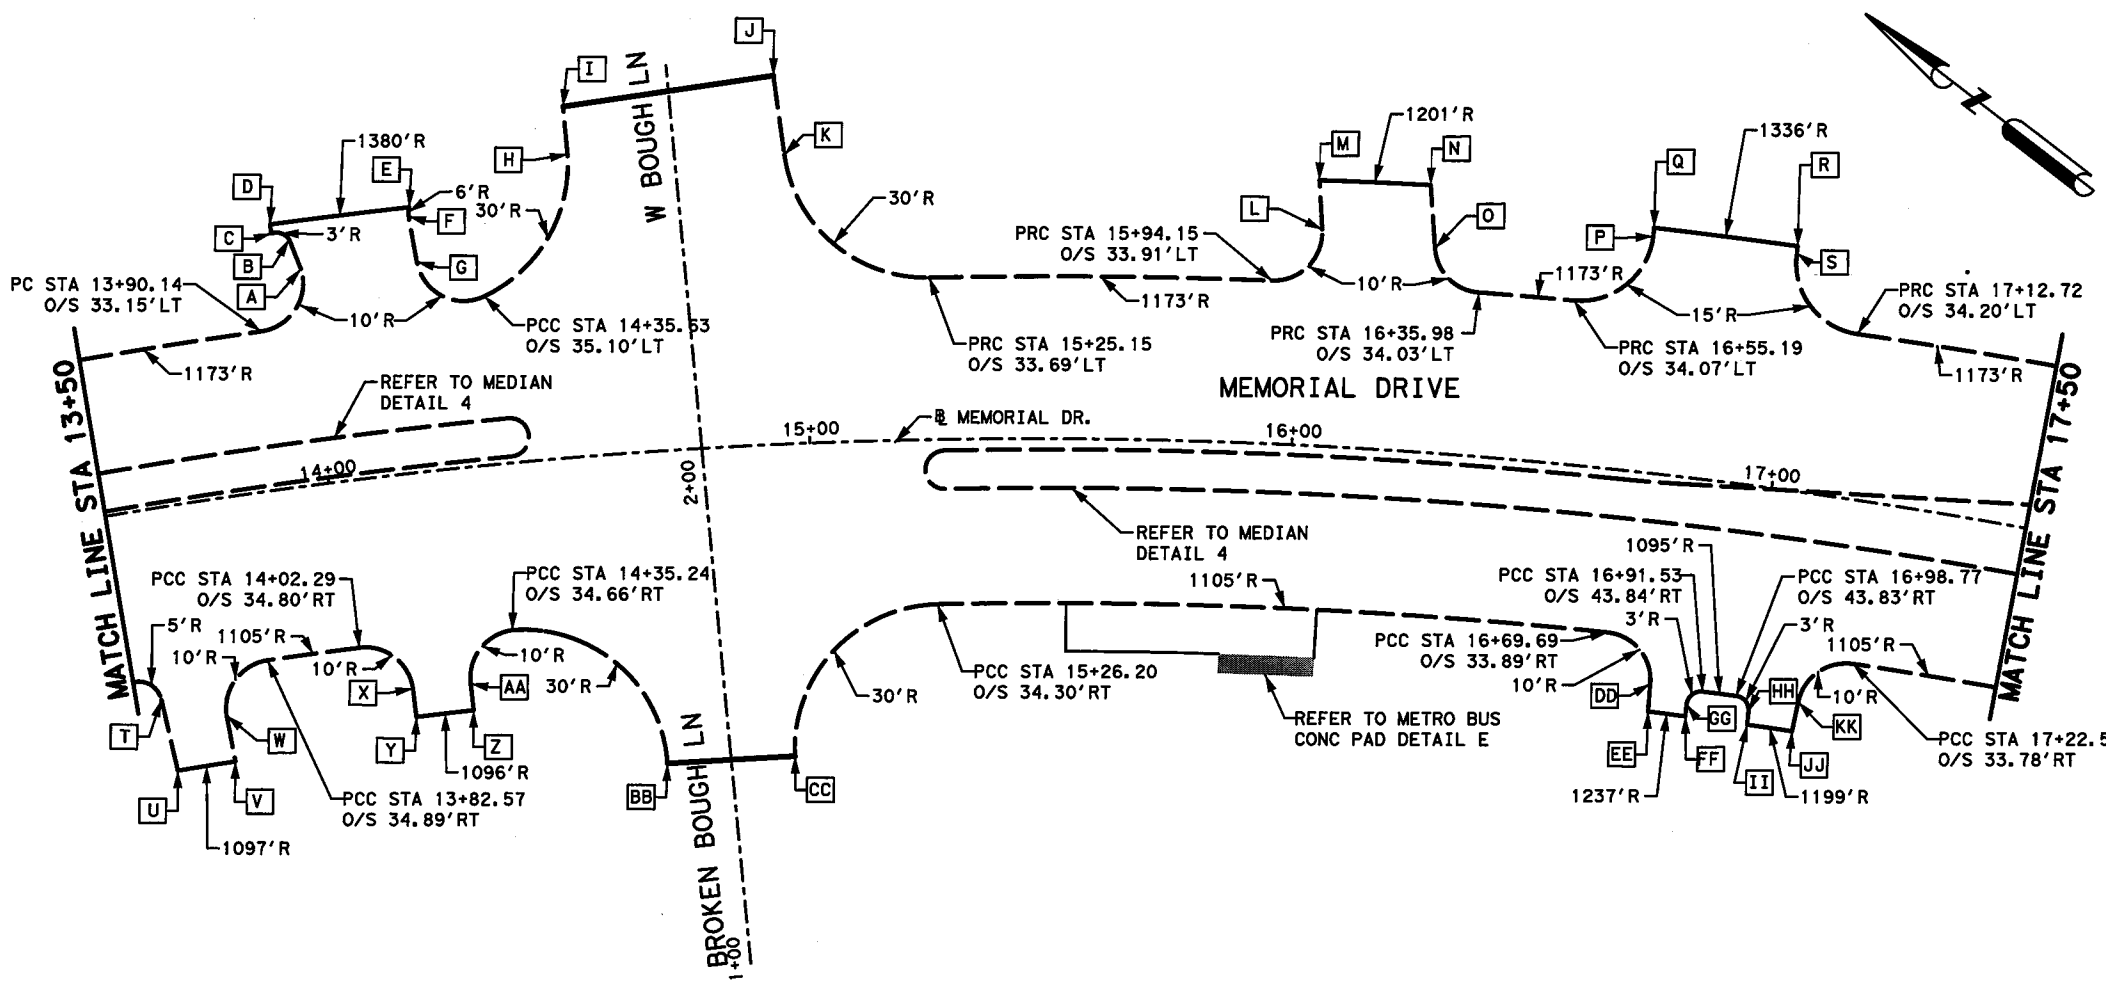 J
I
W BOUGH LN
K
H
1380'R
E
D
6'R
F
30'R
C
3'R
B
G
A
PC STA 13+90.14
O/S 33.15'LT
10'R
PCC STA 14+35.63
O/S 35.10'LT
1173'R
30'R
PRC STA 15+25.15
O/S 33.69'LT
1173'R
PRC STA 15+94.15
O/S 33.91'LT
L
M
1201'R
N
O
10'R
PRC STA 16+35.98
O/S 34.03'LT
1173'R
P
Q
1336'R
R
S
15'R
PRC STA 16+55.19
O/S 34.07'LT
PRC STA 17+12.72
O/S 34.20'LT
1173'R
Z
MATCH LINE STA 13+50
REFER TO MEDIAN
DETAIL 4
14+00
15+00
MEMORIAL DR.
MEMORIAL DRIVE
16+00
17+00
MATCH LINE STA 17+50
2+00
REFER TO MEDIAN
DETAIL 4
PCC STA 14+02.29
O/S 34.80'RT
PCC STA 14+35.24
O/S 34.66'RT
5'R
1105'R
10'R
10'R
X
10'R
AA
30'R
T
W
Y
Z
1096'R
U
V
PCC STA 13+82.57
O/S 34.89'RT
1097'R
BB
CC
BROKEN BOUGH LN
1+00
30'R
PCC STA 15+26.20
O/S 34.30'RT
1105'R
REFER TO METRO BUS
CONC PAD DETAIL E
1095'R
PCC STA 16+91.53
O/S 43.84'RT
PCC STA 16+98.77
O/S 43.83'RT
3'R
3'R
PCC STA 16+69.69
O/S 33.89'RT
10'R
DD
GG
HH
10'R
KK
1105'R
EE
FF
II
JJ
1237'R
1199'R
PCC STA 17+22.5
O/S 33.78'RT